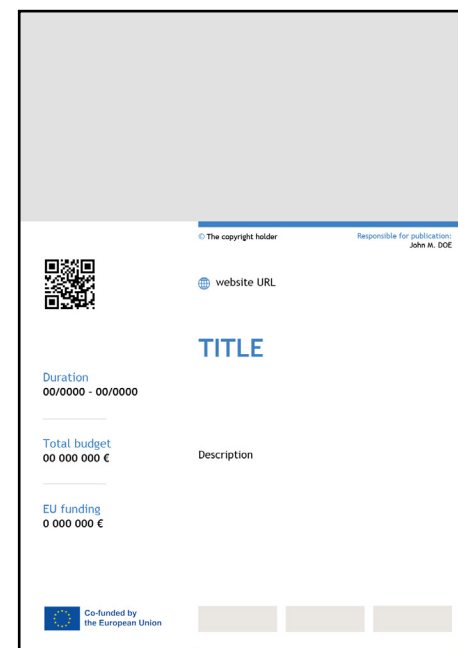 © The copyright holder
Responsible for publication:
John M. DOE
website URL
TITLE
Duration
00/0000 - 00/0000
Total budget
00 000 000 €
Description
EU funding
0 000 000 €
Co-funded by
the European Union